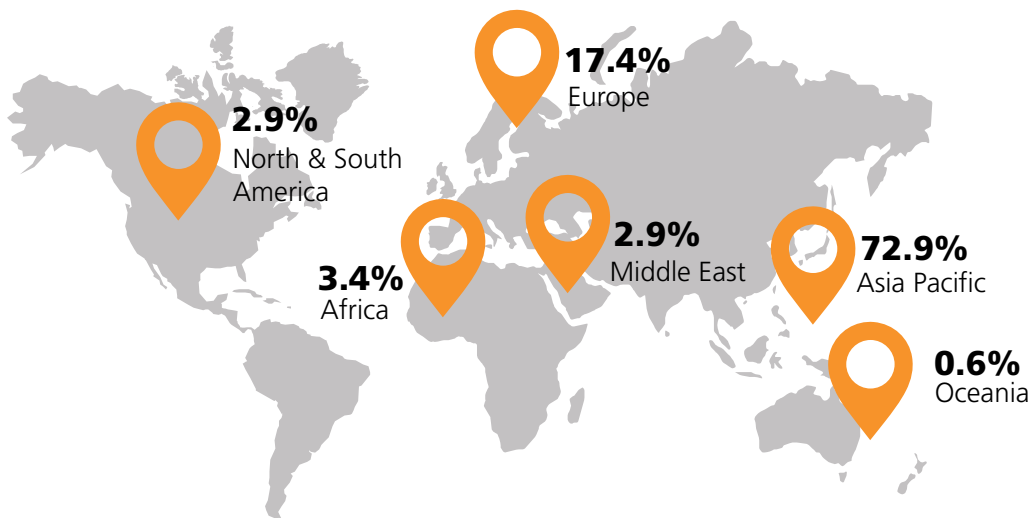 17.4%
Europe
2.9%
North & South
America
2.9%
Middle East
72.9%
Asia Pacific
3.4%
Africa
0.6%
Oceania